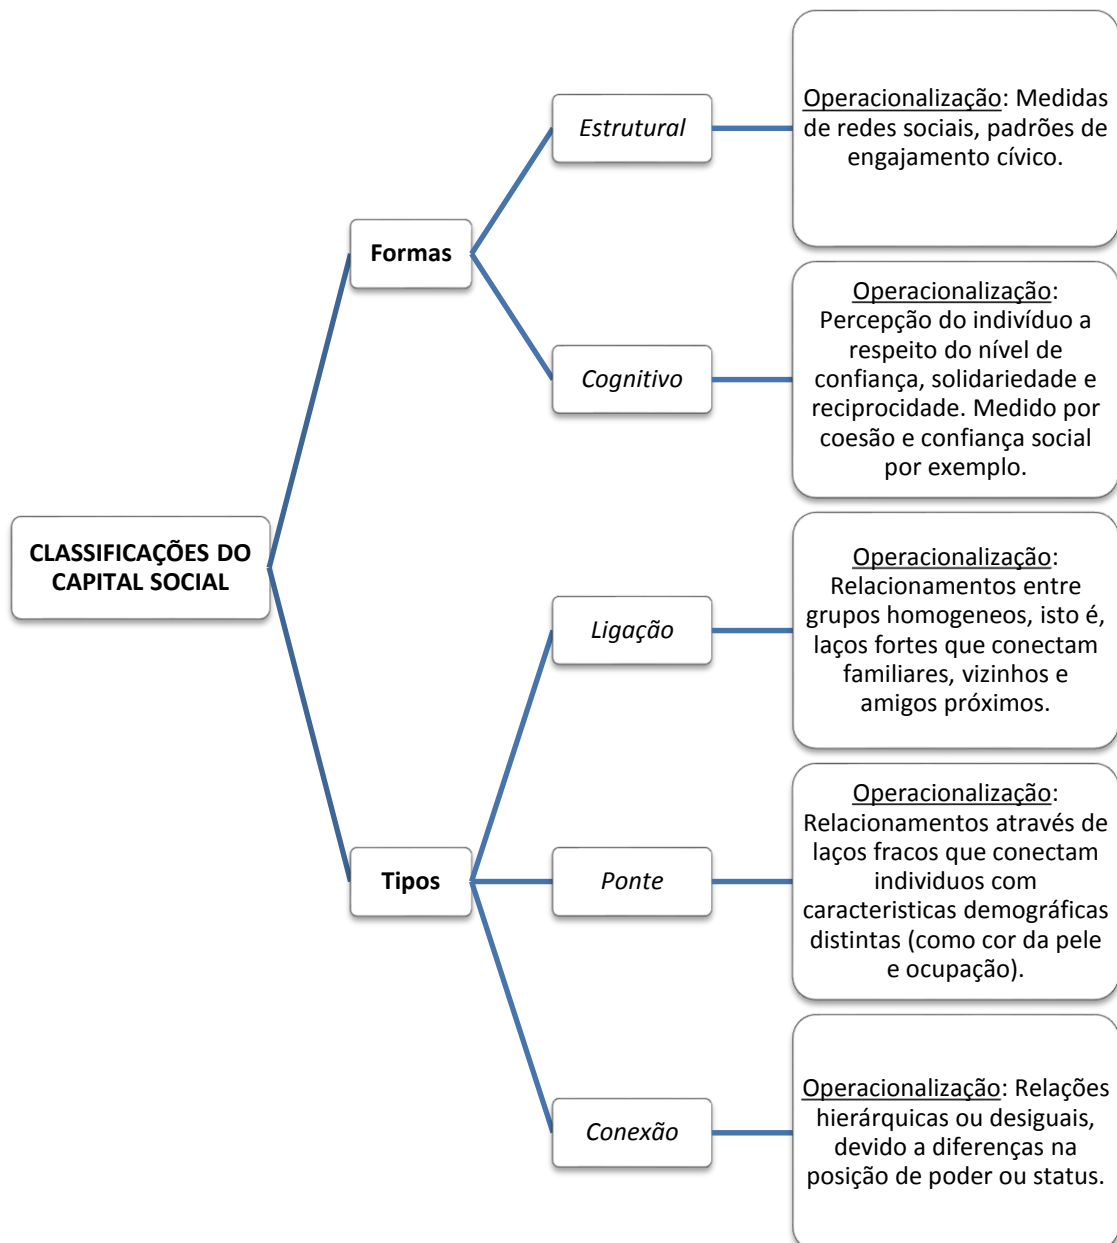 CLASSIFICAÇÕES DO
CAPITAL SOCIAL
Formas
Estrutural
Operacionalização: Medidas
de redes sociais, padrões de
engajamento cívico.
Cognitivo
Operacionalização:
Percepção do indivíduo a
respeito do nível de
confiança, solidariedade e
reciprocidade. Medido por
coesão e confiança social
por exemplo.
Tipos
Ligação
Operacionalização:
Relacionamentos entre
grupos homogeneos, isto é,
laços fortes que conectam
familiares, vizinhos e
amigos próximos.
Ponte
Operacionalização:
Relacionamentos através de
laços fracos que conectam
individuos com
caracteristicas demográficas
distintas (como cor da pele
e ocupação).
Conexão
Operacionalização: Relações
hierárquicas ou desiguais,
devido a diferenças na
posição de poder ou status.